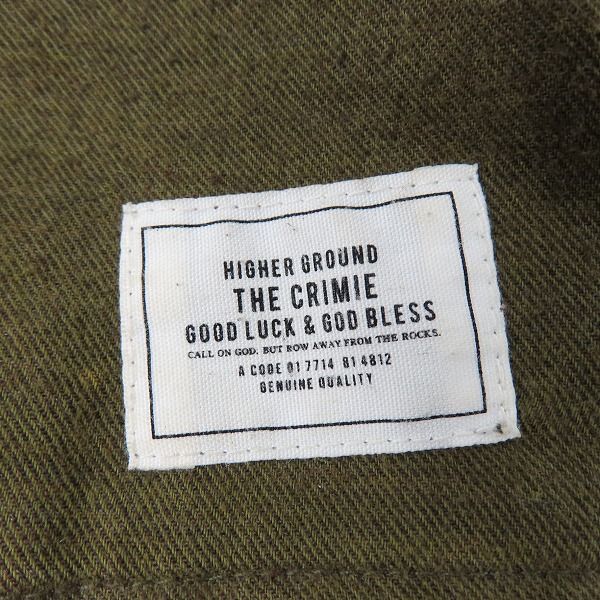 HIGHER GROUND
THE CRIMIE
GOOD LUCK & GOD BLESS
CALL ON GOD. BUT ROW AWAY FROM THE ROCKS.
A CODE 01 7714 81 4812
GENUINE QUALITY